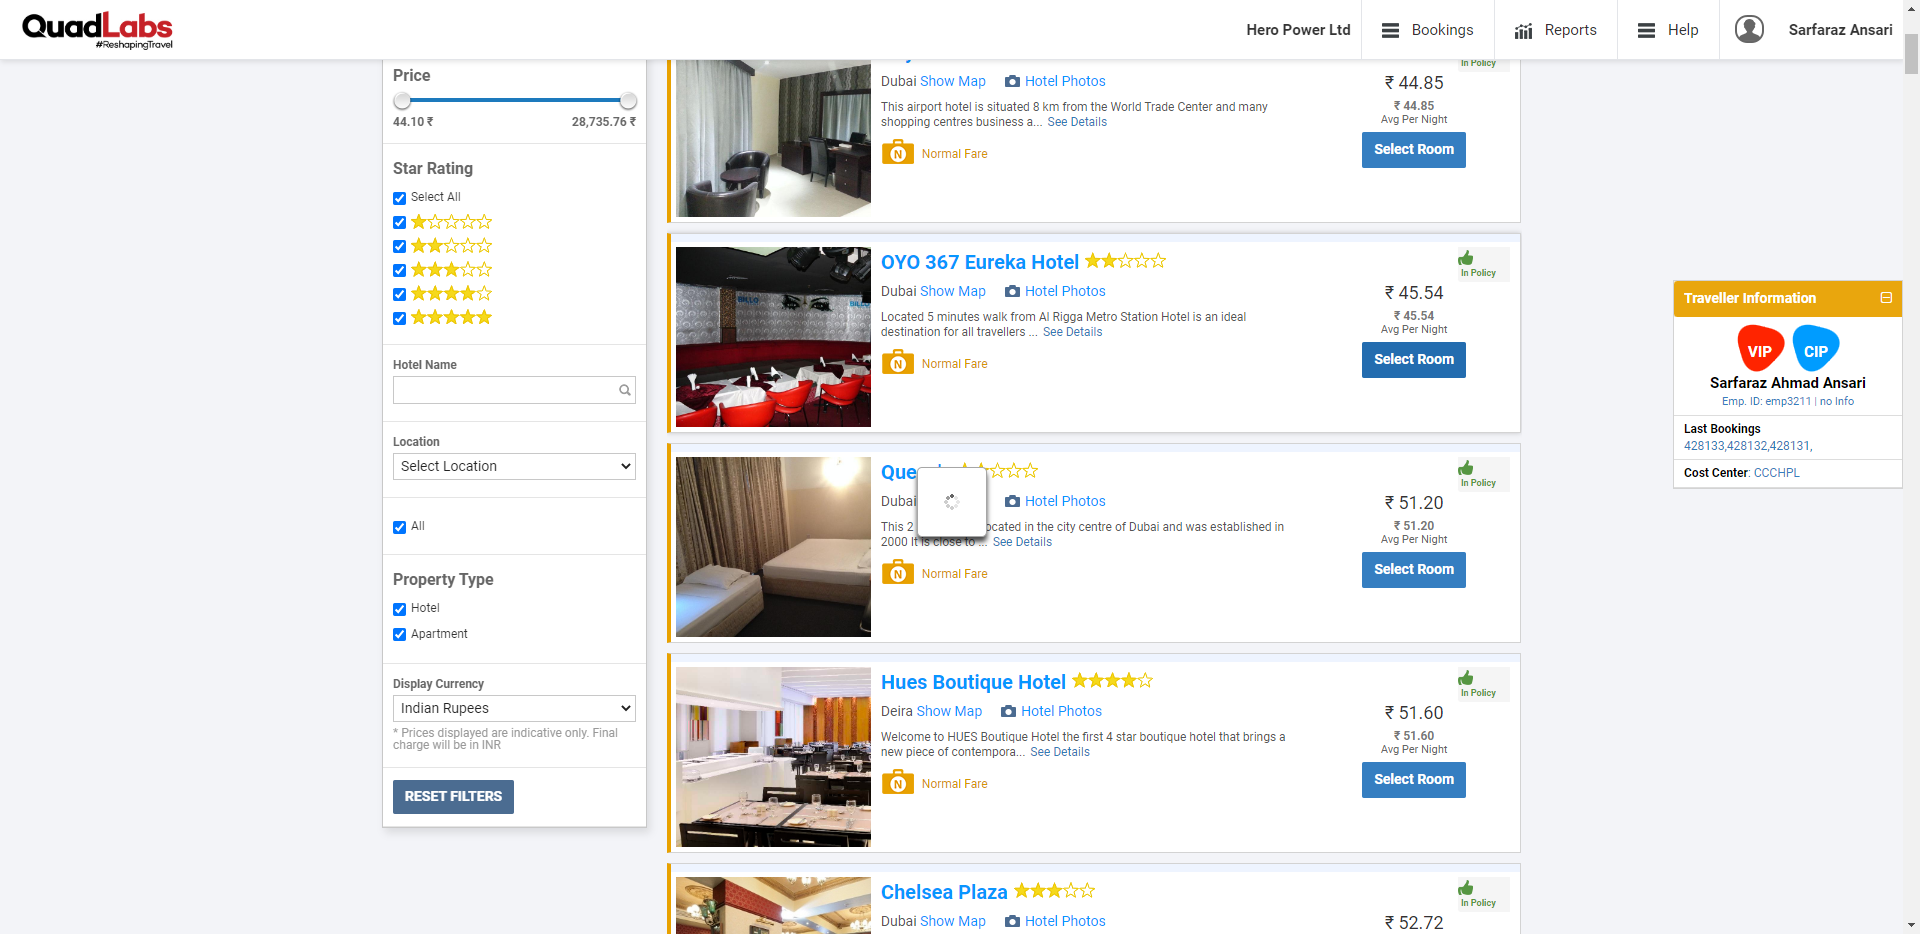 QuadLabs
#ReshapingTravel
Hero Power Ltd
Bookings
Reports
Help
Sarfaraz Ansari
Price
44.10 ₹
28,735.76 ₹
Star Rating
Select All
Hotel Name
Location
Select Location
All
Property Type
Hotel
Apartment
Display Currency
Indian Rupees
* Prices displayed are indicative only. Final
charge will be in INR
RESET FILTERS
In Policy
Dubai Show Map Hotel Photos
₹ 44.85
This airport hotel is situated 8 km from the World Trade Center and many
shopping centres business a... See Details
₹ 44.85
Avg Per Night
Select Room
N Normal Fare
OYO 367 Eureka Hotel
In Policy
Dubai Show Map Hotel Photos
₹ 45.54
Located 5 minutes walk from Al Rigga Metro Station Hotel is an ideal
destination for all travellers ... See Details
₹ 45.54
Avg Per Night
Select Room
N Normal Fare
In Policy
Dubai Hotel Photos
₹ 51.20
This 2 located in the city centre of Dubai and was established in
2000 It is close to ... See Details
₹ 51.20
Avg Per Night
Select Room
N Normal Fare
Hues Boutique Hotel
In Policy
Deira Show Map Hotel Photos
₹ 51.60
Welcome to HUES Boutique Hotel the first 4 star boutique hotel that brings a
new piece of contempora... See Details
₹ 51.60
Avg Per Night
Select Room
N Normal Fare
Chelsea Plaza
In Policy
Dubai Show Map Hotel Photos
₹ 52.72
Traveller Information
VIP CIP
Sarfaraz Ahmad Ansari
Emp. ID: emp3211 | no Info
Last Bookings
428133,428132,428131,
Cost Center: CCCHPL